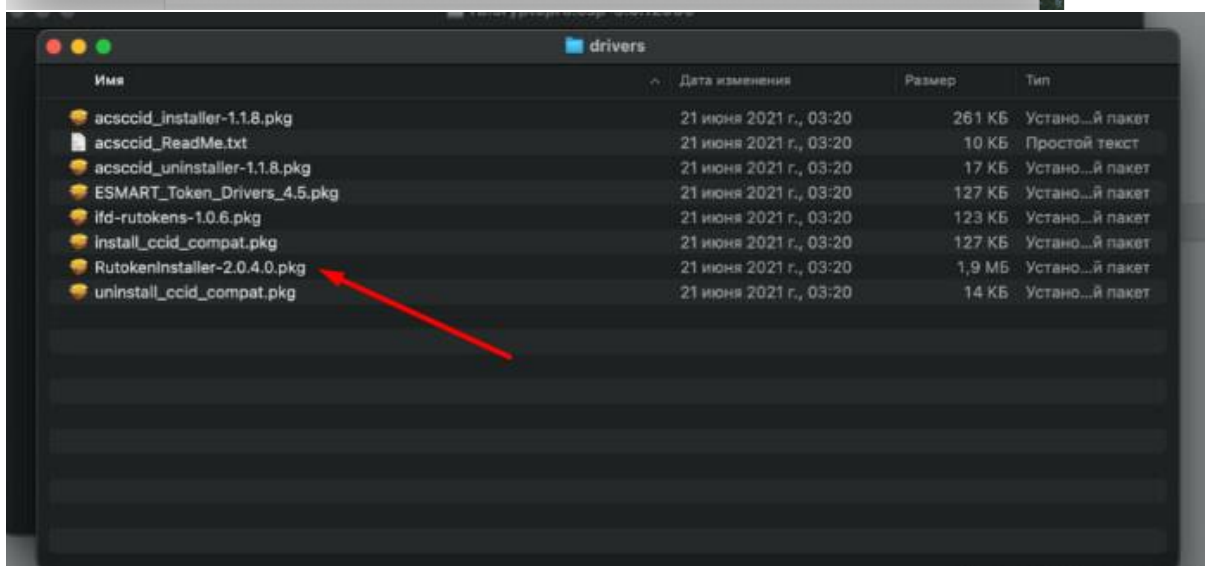 drivers
Имя Дата изменения Размер Тип
acsccid_installer-1.1.8.pkg 21 июня 2021 г., 03:20 261 КБ Устано...й пакет
acsccid_ReadMe.txt 21 июня 2021 г., 03:20 10 КБ Простой текст
acsccid_uninstaller-1.1.8.pkg 21 июня 2021 г., 03:20 17 КБ Устано...й пакет
ESMART_Token_Drivers_4.5.pkg 21 июня 2021 г., 03:20 127 КБ Устано...й пакет
ifd-rutokens-1.0.6.pkg 21 июня 2021 г., 03:20 123 КБ Устано...й пакет
install_ccid_compat.pkg 21 июня 2021 г., 03:20 127 КБ Устано...й пакет
RutokenInstaller-2.0.4.0.pkg 21 июня 2021 г., 03:20 1,9 МБ Устано...й пакет
uninstall_ccid_compat.pkg 21 июня 2021 г., 03:20 14 КБ Устано...й пакет